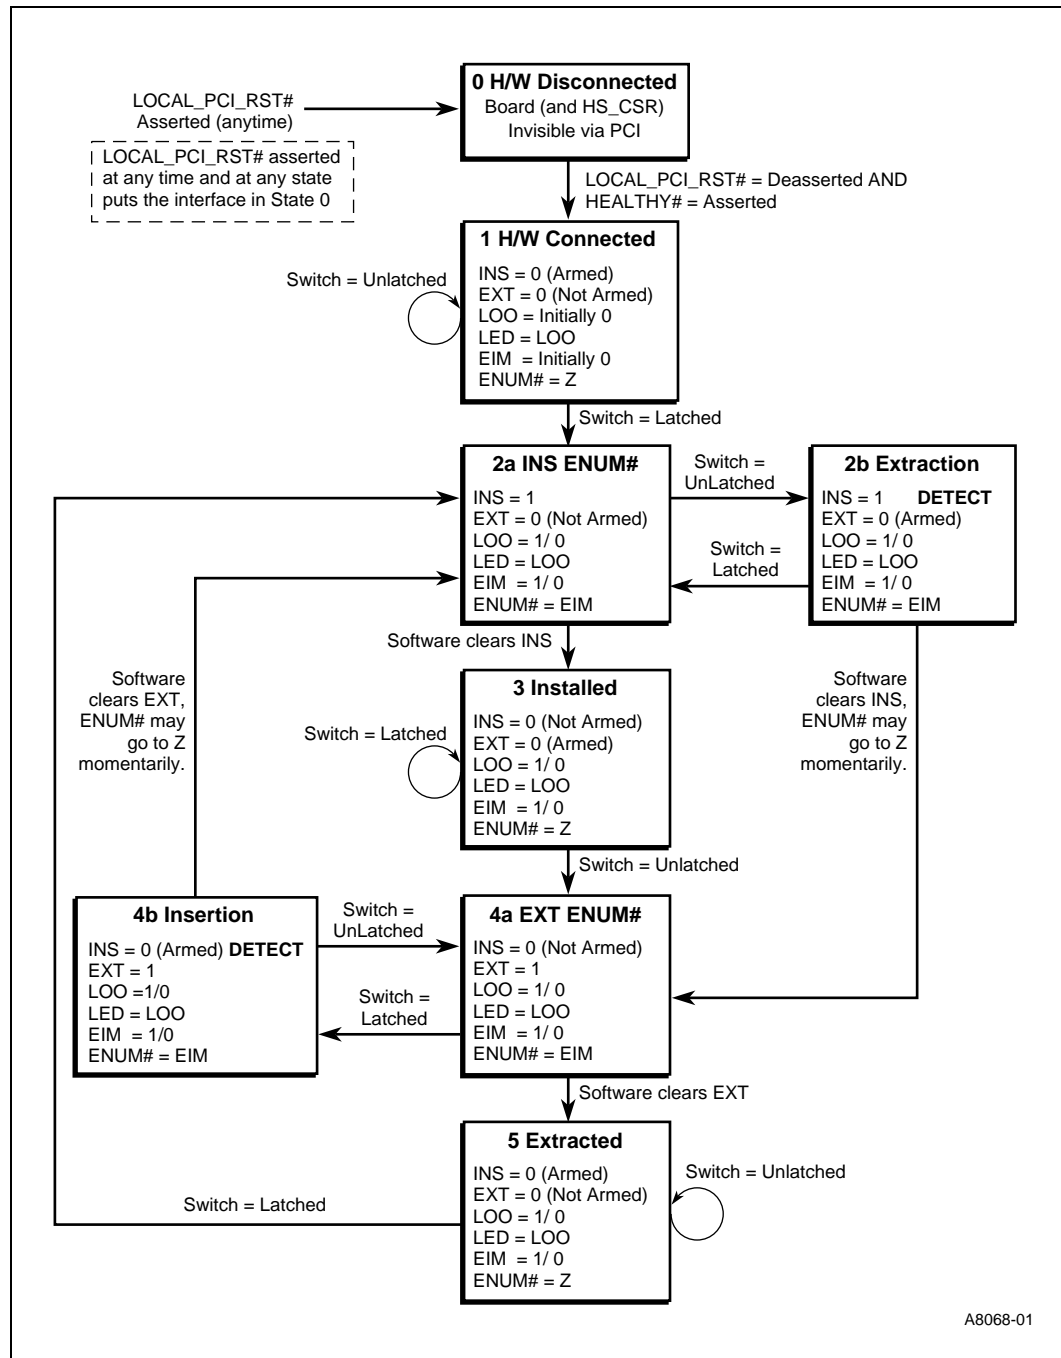 0 H/W Disconnected
Board (and HS_CSR)
Invisible via PCI
LOCAL_PCI_RST#
Asserted (anytime)
LOCAL_PCI_RST# asserted
at any time and at any state
puts the interface in State 0
LOCAL_PCI_RST# = Deasserted AND
HEALTHY# = Asserted
1 H/W Connected
INS = 0 (Armed)
EXT = 0 (Not Armed)
LOO = Initially 0
LED = LOO
EIM = Initially 0
ENUM# = Z
Switch = Unlatched
Switch = Latched
2a INS ENUM#
INS = 1
EXT = 0 (Not Armed)
LOO = 1/ 0
LED = LOO
EIM = 1/ 0
ENUM# = EIM
Switch =
UnLatched
Switch =
Latched
2b Extraction
INS = 1 DETECT
EXT = 0 (Armed)
LOO = 1/ 0
LED = LOO
EIM = 1/ 0
ENUM# = EIM
Software clears INS
Software
clears EXT,
ENUM# may
go to Z
momentarily.
3 Installed
INS = 0 (Not Armed)
EXT = 0 (Armed)
LOO = 1/ 0
LED = LOO
EIM = 1/ 0
ENUM# = Z
Switch = Latched
Software
clears INS,
ENUM# may
go to Z
momentarily.
Switch = Unlatched
4b Insertion
INS = 0 (Armed) DETECT
EXT = 1
LOO =1/0
LED = LOO
EIM = 1/0
ENUM# = EIM
Switch =
UnLatched
Switch =
Latched
4a EXT ENUM#
INS = 0 (Not Armed)
EXT = 1
LOO = 1/ 0
LED = LOO
EIM = 1/ 0
ENUM# = EIM
Software clears EXT
5 Extracted
INS = 0 (Armed)
EXT = 0 (Not Armed)
LOO = 1/ 0
LED = LOO
EIM = 1/ 0
ENUM# = Z
Switch = Unlatched
Switch = Latched
A8068-01